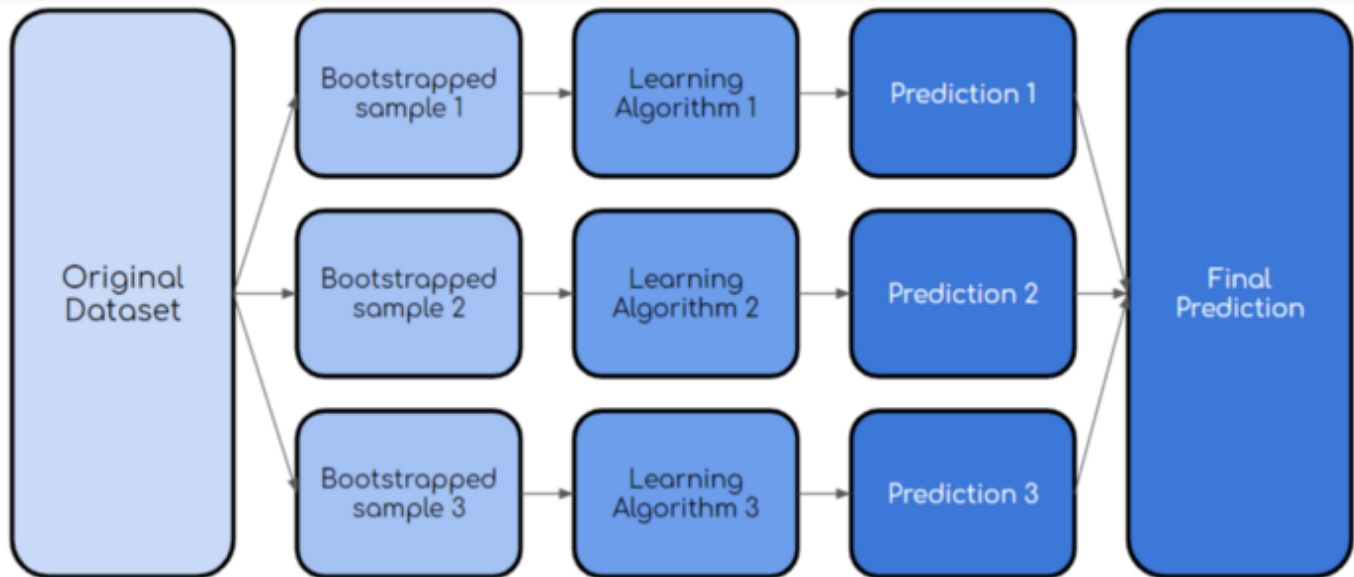 Original
Dataset
Bootstrapped
sample 1
Learning
Algorithm 1
Prediction 1
Bootstrapped
sample 2
Learning
Algorithm 2
Prediction 2
Bootstrapped
sample 3
Learning
Algorithm 3
Prediction 3
Final
Prediction